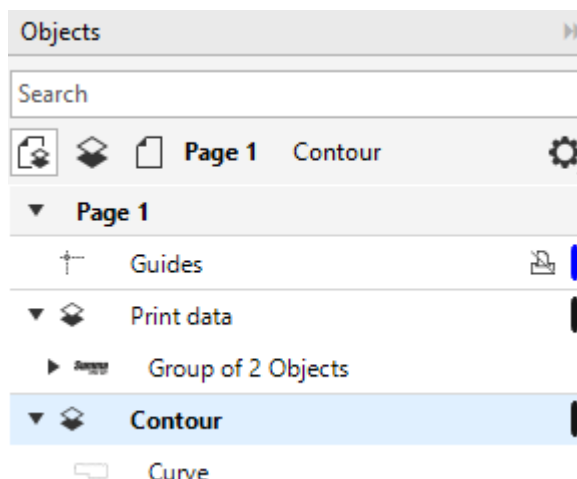 Objects
Search
Page 1 Contour
Page 1
Guides
Print data
Group of 2 Objects
Contour
Curve